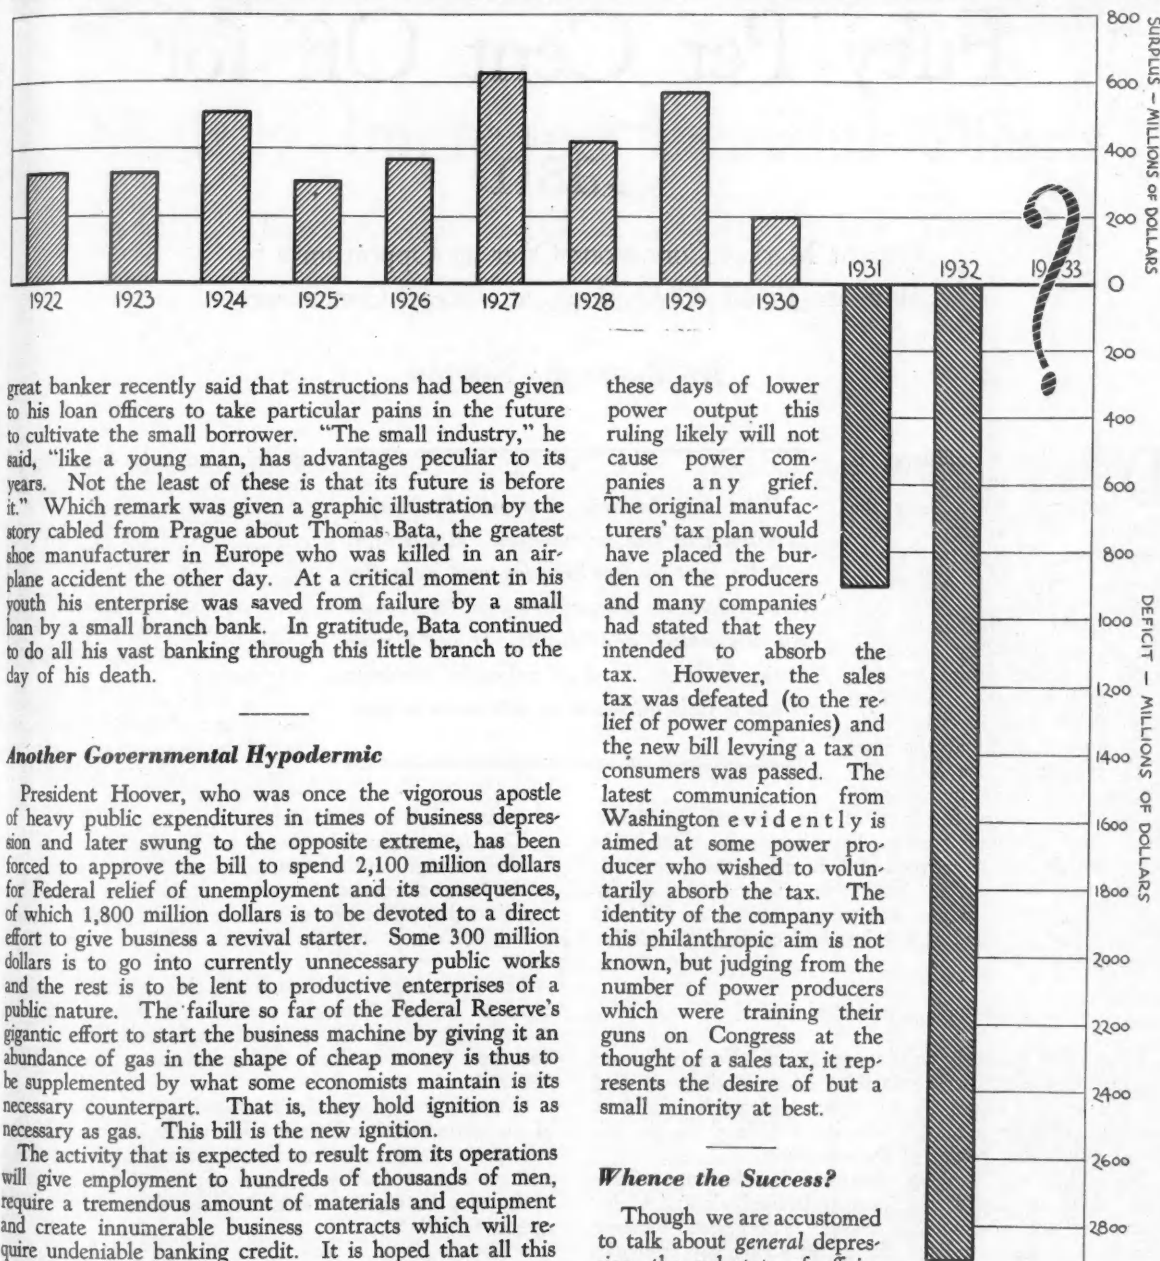 800
600
400
200
0
SURPLUS — MILLIONS OF DOLLARS
1922 1923 1924 1925 1926 1927 1928 1929 1930
1931 1932 1933
?
200
400
600
800
1000
1200
1400
1600
1800
2000
2200
2400
2600
2800
DEFICIT — MILLIONS OF DOLLARS
great banker recently said that instructions had been given
to his loan officers to take particular pains in the future
to cultivate the small borrower. "The small industry," he
said, "like a young man, has advantages peculiar to its
years. Not the least of these is that its future is before
it." Which remark was given a graphic illustration by the
story cabled from Prague about Thomas Bata, the greatest
shoe manufacturer in Europe who was killed in an air-
plane accident the other day. At a critical moment in his
youth his enterprise was saved from failure by a small
loan by a small branch bank. In gratitude, Bata continued
to do all his vast banking through this little branch to the
day of his death.
Another Governmental Hypodermic
President Hoover, who was once the vigorous apostle
of heavy public expenditures in times of business depres-
sion and later swung to the opposite extreme, has been
forced to approve the bill to spend 2,100 million dollars
for Federal relief of unemployment and its consequences,
of which 1,800 million dollars is to be devoted to a direct
effort to give business a revival starter. Some 300 million
dollars is to go into currently unnecessary public works
and the rest is to be lent to productive enterprises of a
public nature. The failure so far of the Federal Reserve's
gigantic effort to start the business machine by giving it an
abundance of gas in the shape of cheap money is thus to
be supplemented by what some economists maintain is its
necessary counterpart. That is, they hold ignition is as
necessary as gas. This bill is the new ignition.
The activity that is expected to result from its operations
will give employment to hundreds of thousands of men,
require a tremendous amount of materials and equipment
and create innumerable business contracts which will re-
quire undeniable banking credit. It is hoped that all this
these days of lower
power output this
ruling likely will not
cause power com-
panies any grief.
The original manufac-
turers' tax plan would
have placed the bur-
den on the producers
and many companies
had stated that they
intended to absorb the
tax. However, the sales
tax was defeated (to the re-
lief of power companies) and
the new bill levying a tax on
consumers was passed. The
latest communication from
Washington evidently is
aimed at some power pro-
ducer who wished to volun-
tarily absorb the tax. The
identity of the company with
this philanthropic aim is not
known, but judging from the
number of power producers
which were training their
guns on Congress at the
thought of a sales tax, it rep-
resents the desire of but a
small minority at best.
Whence the Success?
Though we are accustomed
to talk about general depres-